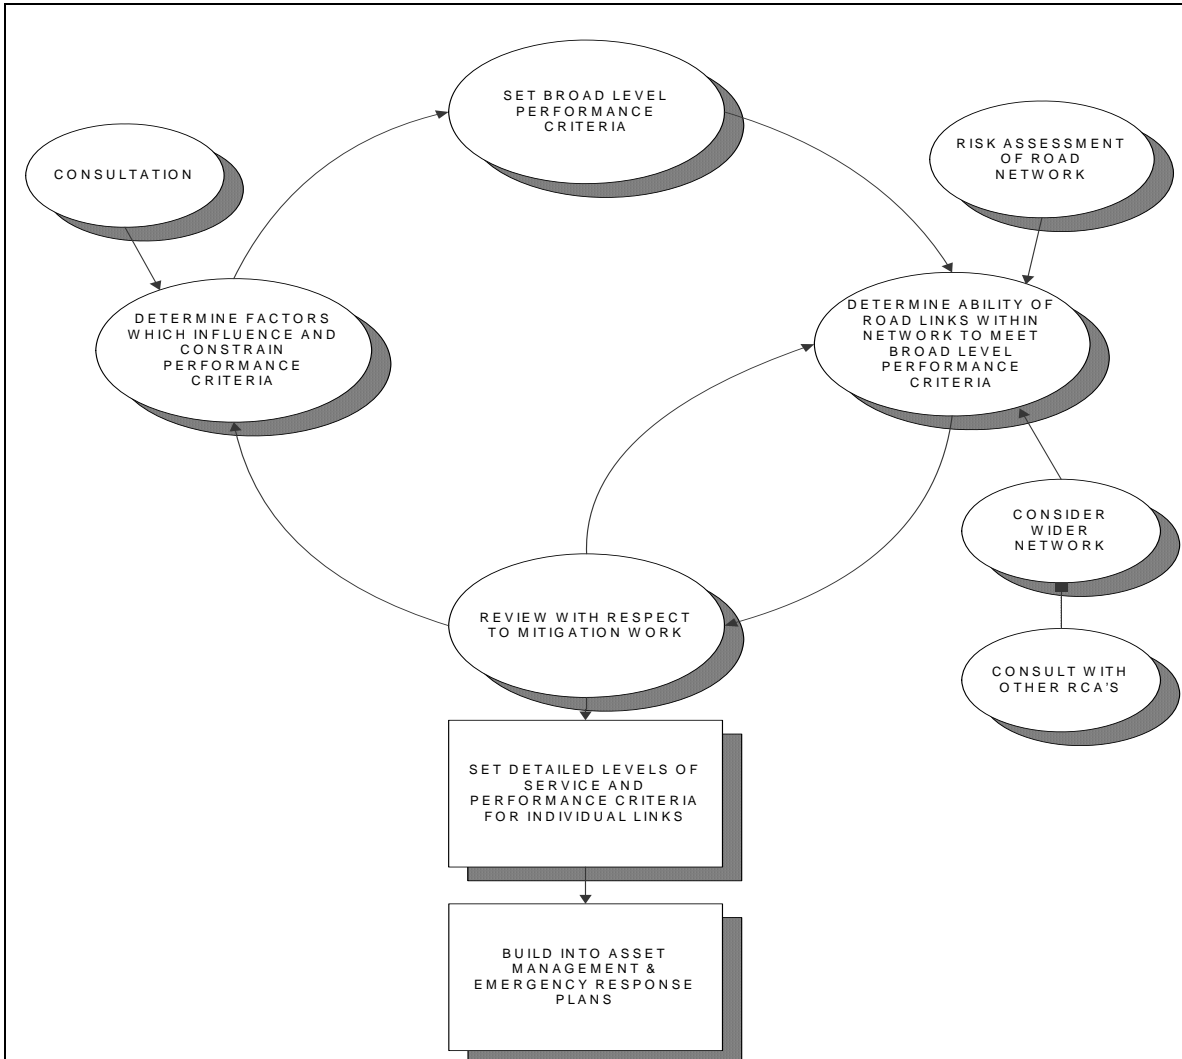 SET BROAD LEVEL
PERFORMANCE
CRITERIA
RISK ASSESSMENT
OF ROAD
NETWORK
CONSULTATION
DETERMINE FACTORS
WHICH INFLUENCE AND
CONSTRAIN
PERFORMANCE
CRITERIA
DETERMINE ABILITY OF
ROAD LINKS WITHIN
NETWORK TO MEET
BROAD LEVEL
PERFORMANCE
CRITERIA
CONSIDER
WIDER
NETWORK
REVIEW WITH RESPECT
TO MITIGATION WORK
CONSULT WITH
OTHER RCA'S
SET DETAILED LEVELS OF
SERVICE AND
PERFORMANCE CRITERIA
FOR INDIVIDUAL LINKS
BUILD INTO ASSET
MANAGEMENT &
EMERGENCY RESPONSE
PLANS